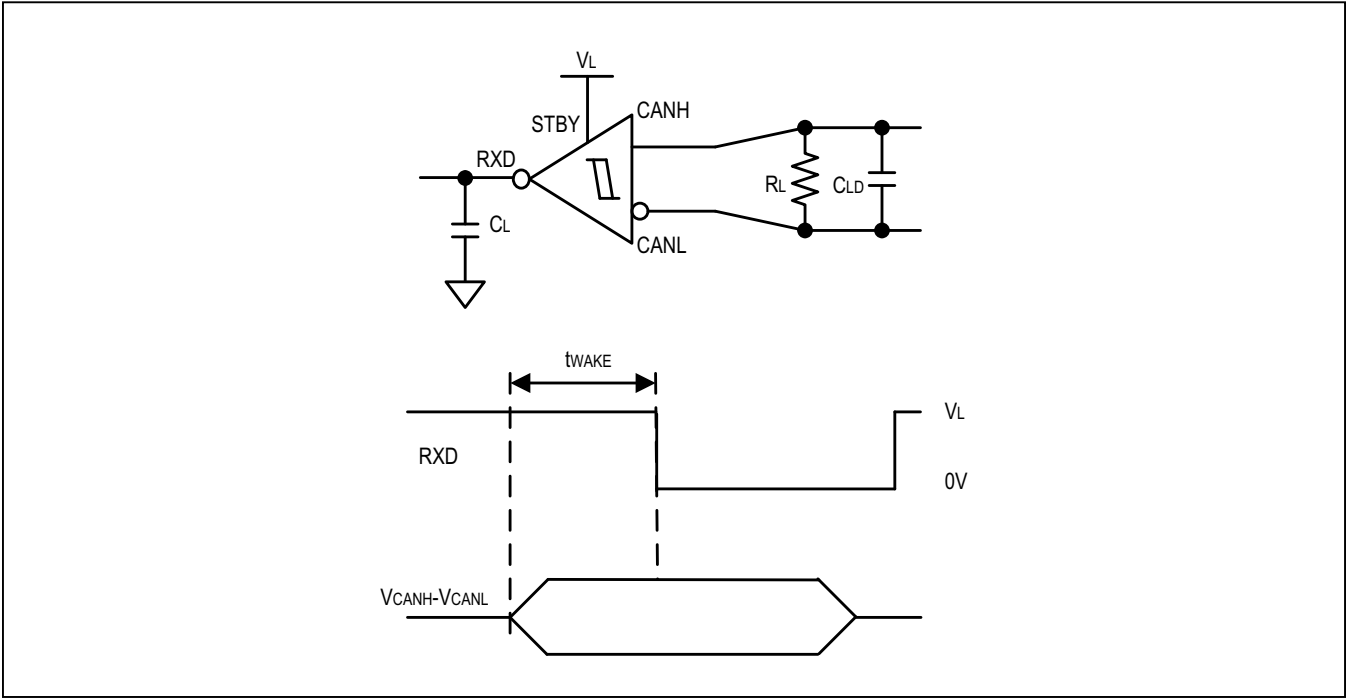 VL
STBY
CANH
RXD
RL
CLD
CL
CANL
tWAKE
VL
RXD
0V
VCANH-VCANL